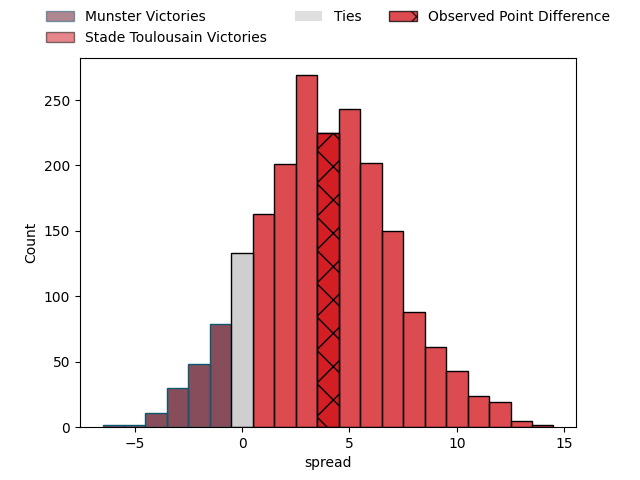 Munster Victories
Ties
Observed Point Difference
Stade Toulousain Victories
250
200
150
100
50
0
Count
−5
0
5
10
15
spread